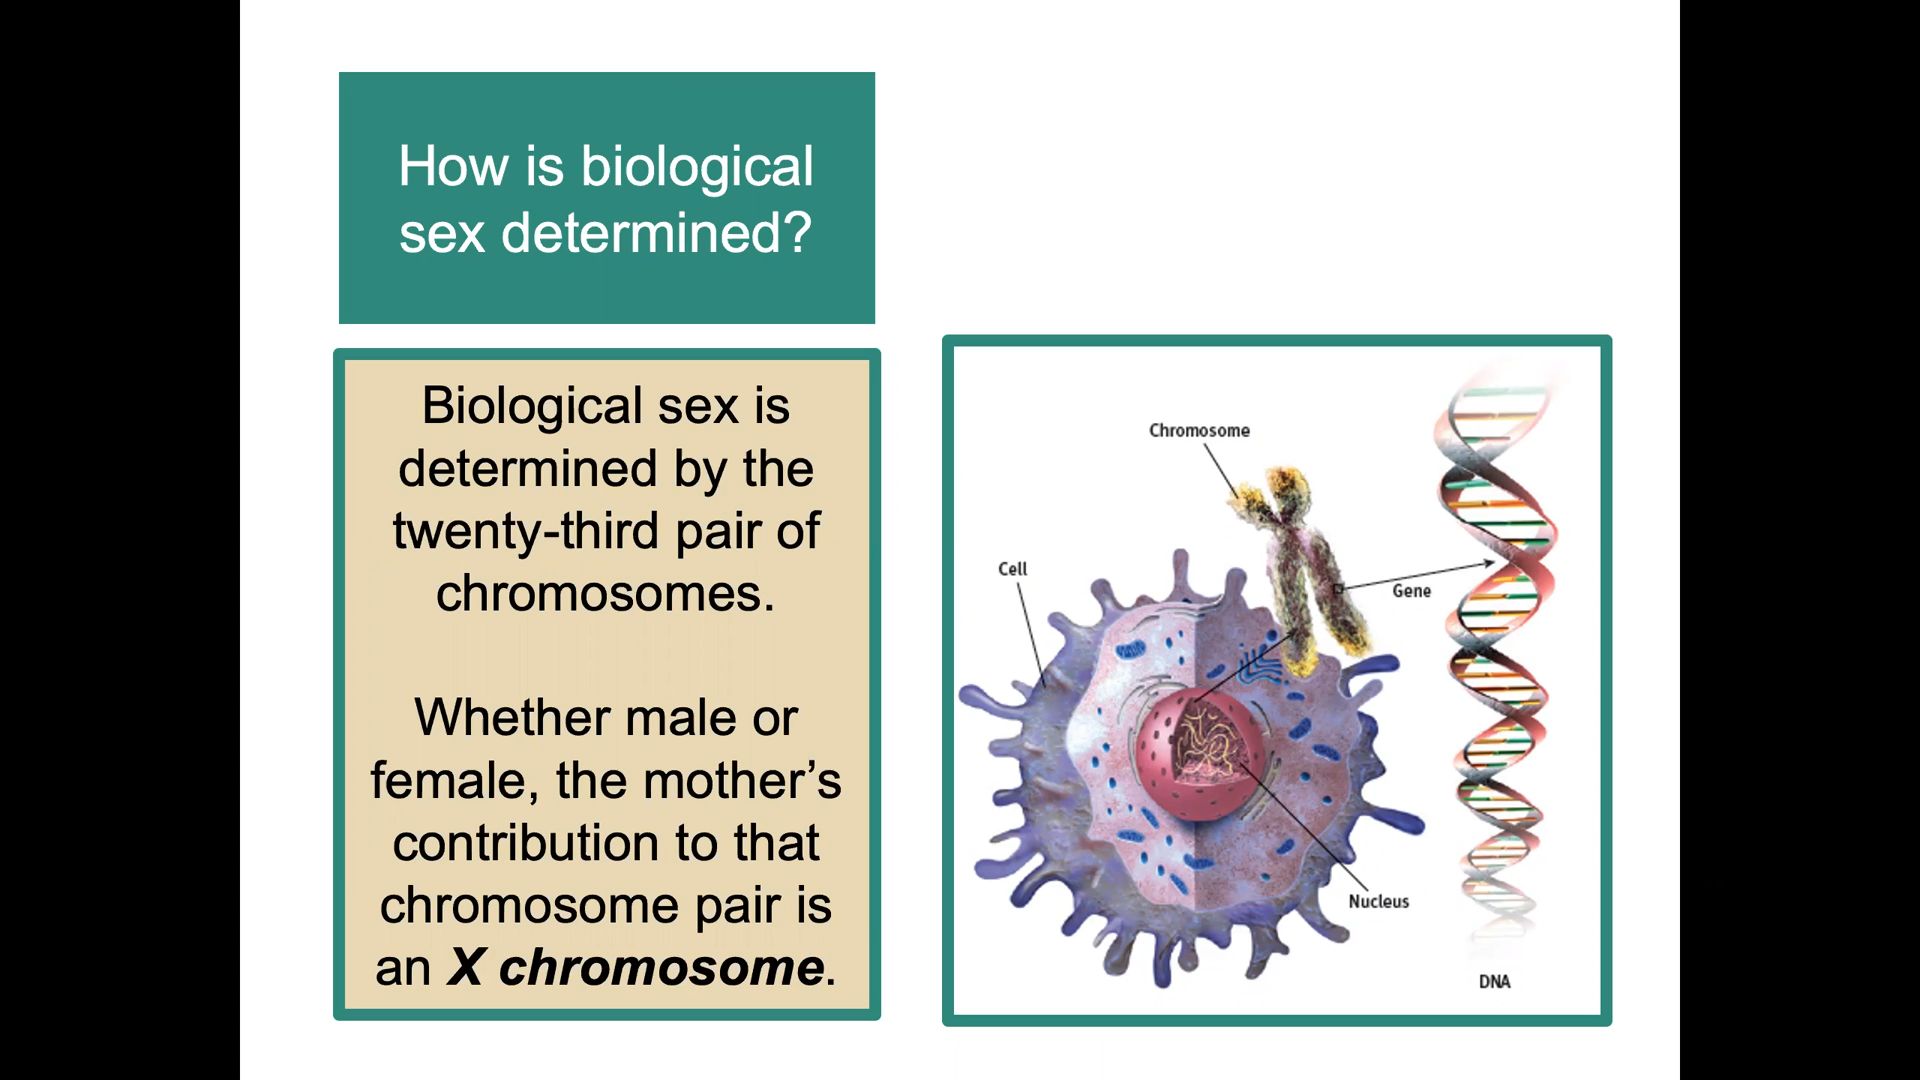 How is biological
sex determined?
Biological sex is
determined by the
twenty-third pair of
chromosomes.
Whether male or
female, the mother’s
contribution to that
chromosome pair is
an X chromosome.
Chromosome
Cell
Gene
Nucleus
DNA